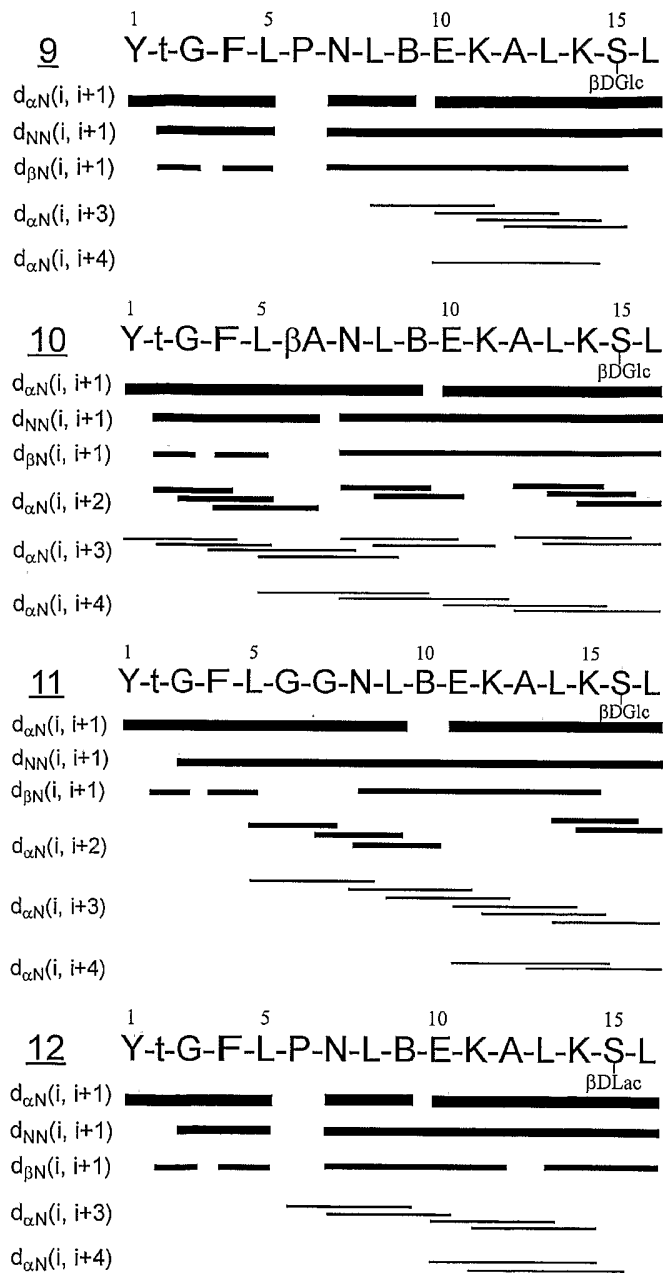 1 5 10 15
9 Y-t-G-F-L-P-N-L-B-E-K-A-L-K-S-L
βDGlc
dαN(i, i+1)
dNN(i, i+1)
dβN(i, i+1)
dαN(i, i+3)
dαN(i, i+4)
1 5 10 15
10 Y-t-G-F-L-βA-N-L-B-E-K-A-L-K-S-L
βDGlc
dαN(i, i+1)
dNN(i, i+1)
dβN(i, i+1)
dαN(i, i+2)
dαN(i, i+3)
dαN(i, i+4)
1 5 10 15
11 Y-t-G-F-L-G-G-N-L-B-E-K-A-L-K-S-L
βDGlc
dαN(i, i+1)
dNN(i, i+1)
dβN(i, i+1)
dαN(i, i+2)
dαN(i, i+3)
dαN(i, i+4)
1 5 10 15
12 Y-t-G-F-L-P-N-L-B-E-K-A-L-K-S-L
βDLac
dαN(i, i+1)
dNN(i, i+1)
dβN(i, i+1)
dαN(i, i+3)
dαN(i, i+4)